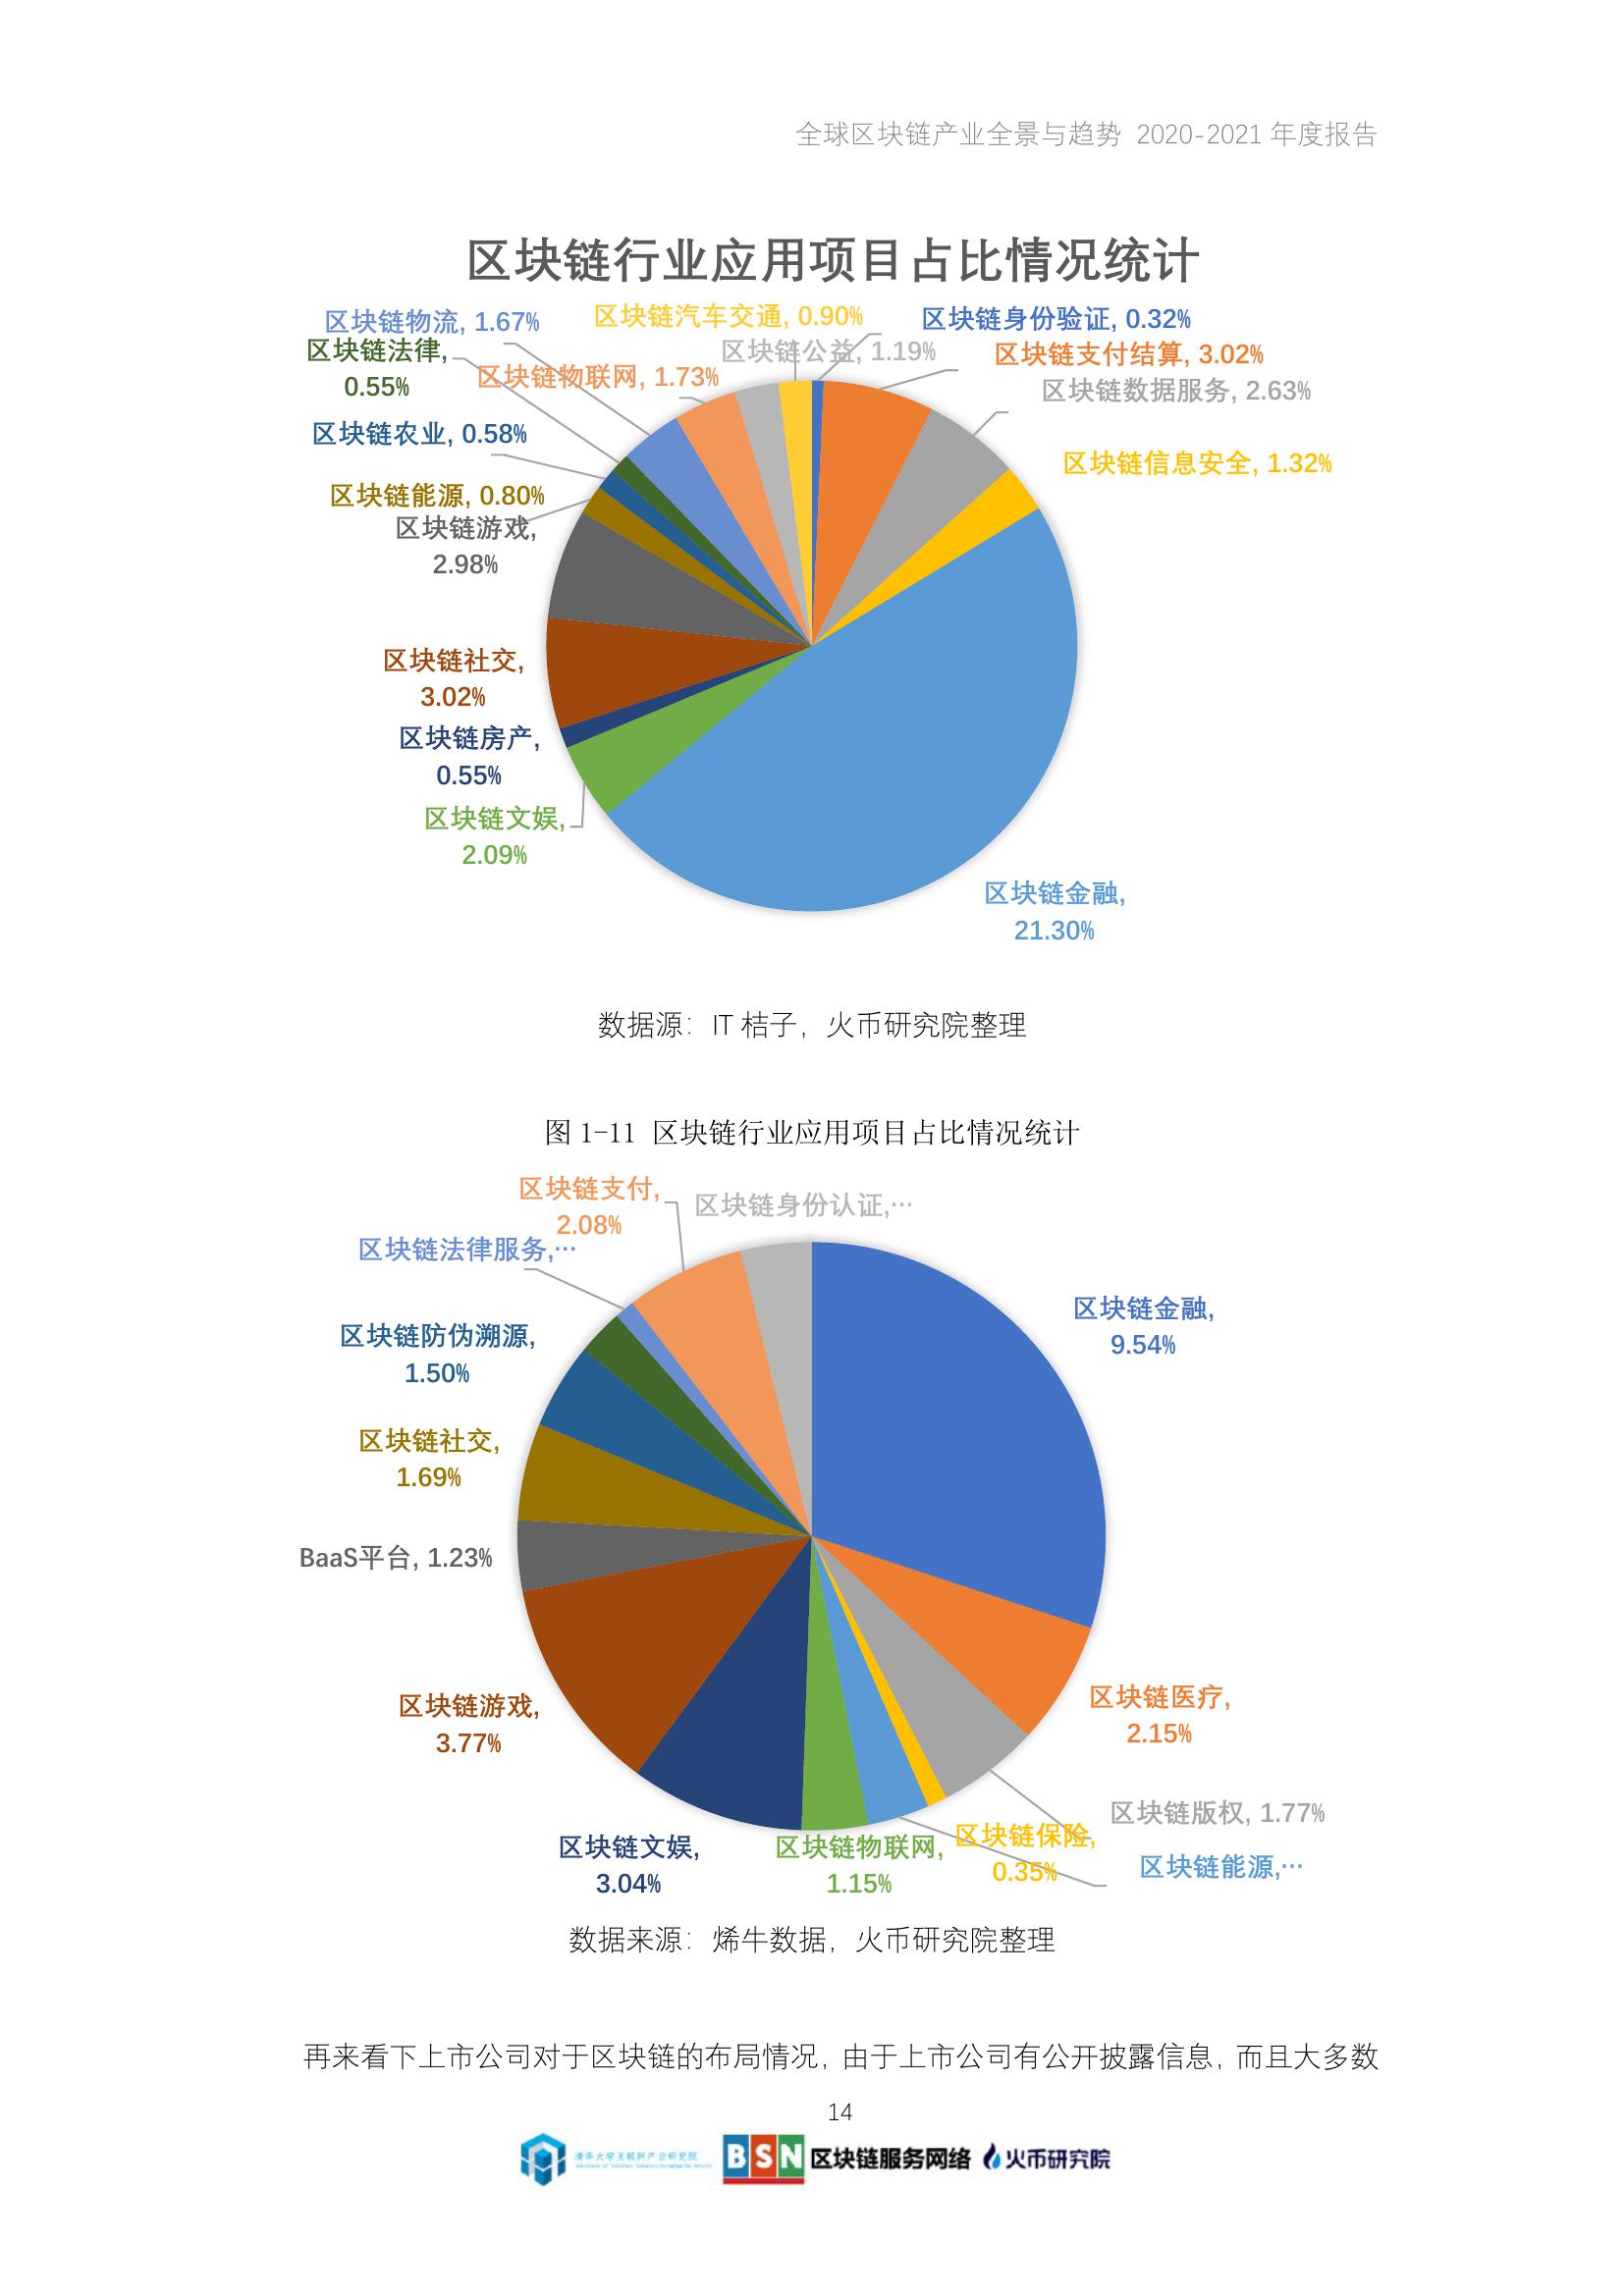 全球区块链产业全景与趋势 2020-2021 年度报告
区块链行业应用项目占比情况统计
区块链物流, 1.67%
区块链汽车交通, 0.90%
区块链身份验证, 0.32%
区块链法律,
0.55%
区块链公益, 1.19%
区块链支付结算, 3.02%
区块链物联网, 1.73%
区块链数据服务, 2.63%
区块链农业, 0.58%
区块链信息安全, 1.32%
区块链能源, 0.80%
区块链游戏,
2.98%
区块链社交,
3.02%
区块链房产,
0.55%
区块链文娱,
2.09%
区块链金融,
21.30%
数据源：IT 桔子，火币研究院整理
图 1-11 区块链行业应用项目占比情况统计
区块链支付,
2.08%
区块链身份认证,…
区块链法律服务,…
区块链金融,
9.54%
区块链防伪溯源,
1.50%
区块链社交,
1.69%
BaaS平台, 1.23%
区块链游戏,
3.77%
区块链医疗,
2.15%
区块链版权, 1.77%
区块链文娱,
3.04%
区块链物联网,
1.15%
区块链保险,
0.35%
区块链能源,…
数据来源：烯牛数据，火币研究院整理
再来看下上市公司对于区块链的布局情况，由于上市公司有公开披露信息，而且大多数
14
清华大学互联网产业研究院
BSN 区块链服务网络
火币研究院